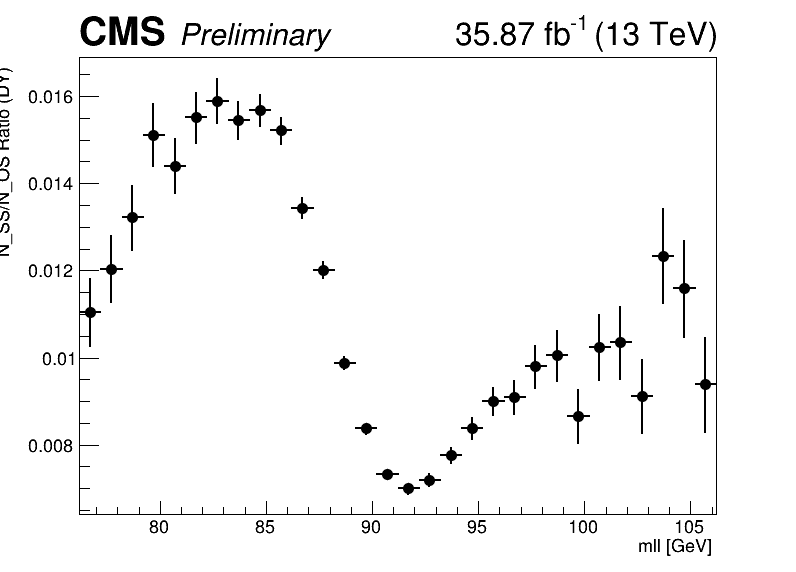 CMS Preliminary 35.87 fb⁻¹ (13 TeV)
N_SS/N_OS Ratio (DY)
0.016
0.014
0.012
0.01
0.008
80 85 90 95 100 105
mll [GeV]